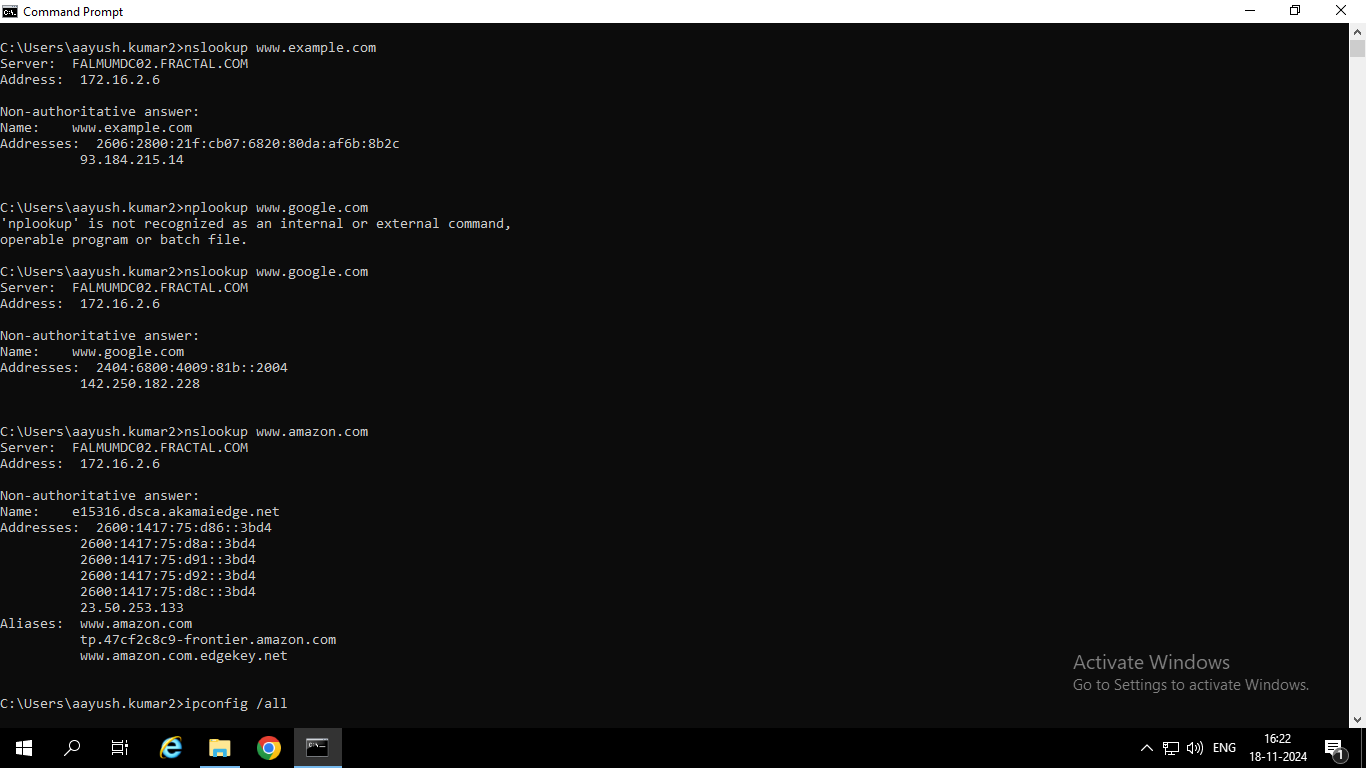 Command Prompt
C:\Users\aayush.kumar2>nslookup www.example.com
Server:  FALMUMDC02.FRACTAL.COM
Address:  172.16.2.6
Non-authoritative answer:
Name:    www.example.com
Addresses:  2606:2800:21f:cb07:6820:80da:af6b:8b2c
          93.184.215.14
C:\Users\aayush.kumar2>nplookup www.google.com
'nplookup' is not recognized as an internal or external command,
operable program or batch file.
C:\Users\aayush.kumar2>nslookup www.google.com
Server:  FALMUMDC02.FRACTAL.COM
Address:  172.16.2.6
Non-authoritative answer:
Name:    www.google.com
Addresses:  2404:6800:4009:81b::2004
          142.250.182.228
C:\Users\aayush.kumar2>nslookup www.amazon.com
Server:  FALMUMDC02.FRACTAL.COM
Address:  172.16.2.6
Non-authoritative answer:
Name:    e15316.dsca.akamaiedge.net
Addresses:  2600:1417:75:d86::3bd4
          2600:1417:75:d8a::3bd4
          2600:1417:75:d91::3bd4
          2600:1417:75:d92::3bd4
          2600:1417:75:d8c::3bd4
          23.50.253.133
Aliases:  www.amazon.com
          tp.47cf2c8c9-frontier.amazon.com
          www.amazon.com.edgekey.net
C:\Users\aayush.kumar2>ipconfig /all
Activate Windows
Go to Settings to activate Windows.
ENG
16:22
18-11-2024
1